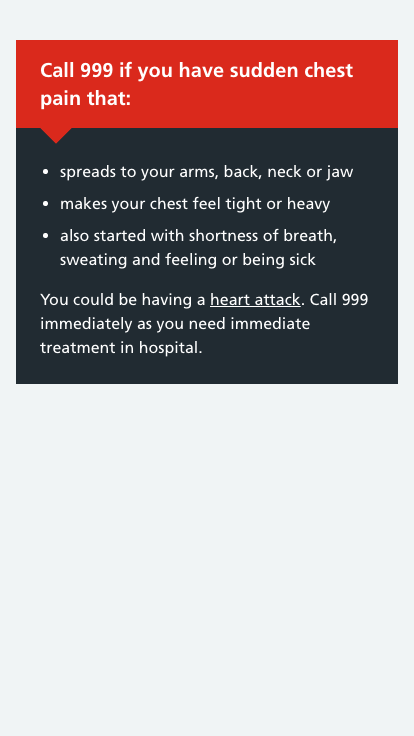 Call 999 if you have sudden chest
pain that:
• spreads to your arms, back, neck or jaw
• makes your chest feel tight or heavy
• also started with shortness of breath,
sweating and feeling or being sick
You could be having a heart attack. Call 999
immediately as you need immediate
treatment in hospital.